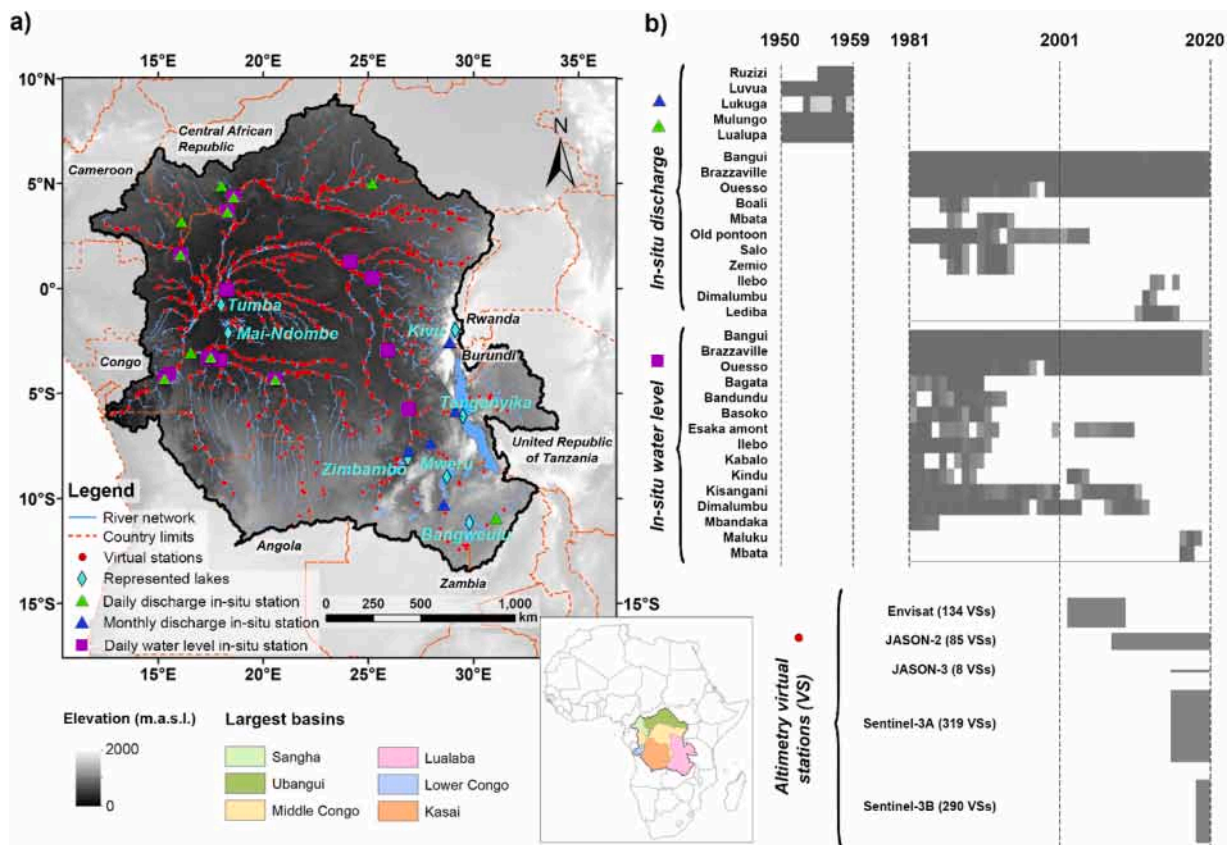 a)
15°E 20°E 25°E 30°E
10°N
5°N
0°
5°S
10°S
15°S
Central African
Republic
Cameroon
N
Tumba
Mai-Ndombe
Kivu
Rwanda
Burundi
Congo
Tanganyika
United Republic
of Tanzania
Zimbambo
Mweru
Bangweulu
Angola
Zambia
Legend
River network
Country limits
Virtual stations
Represented lakes
Daily discharge in-situ station
Monthly discharge in-situ station
Daily water level in-situ station
0 250 500 1,000
km
15°S
15°E 20°E 25°E 30°E
Elevation (m.a.s.l.)
2000
0
Largest basins
Sangha
Ubangui
Middle Congo
Lualaba
Lower Congo
Kasai
b)
1950 1959 1981 2001 2020
In-situ discharge
Ruzizi
Luvua
Lukuga
Mulungo
Lualupa
Bangui
Brazzaville
Ouesso
Boali
Mbata
Old pontoon
Salo
Zemio
Ilebo
Dimalumbu
Lediba
In-situ water level
Bangui
Brazzaville
Ouesso
Bagata
Bandundu
Basoko
Esaka amont
Ilebo
Kabalo
Kindu
Kisangani
Dimalumbu
Mbandaka
Maluku
Mbata
Altimetry virtual
stations (VS)
Envisat (134 VSs)
JASON-2 (85 VSs)
JASON-3 (8 VSs)
Sentinel-3A (319 VSs)
Sentinel-3B (290 VSs)